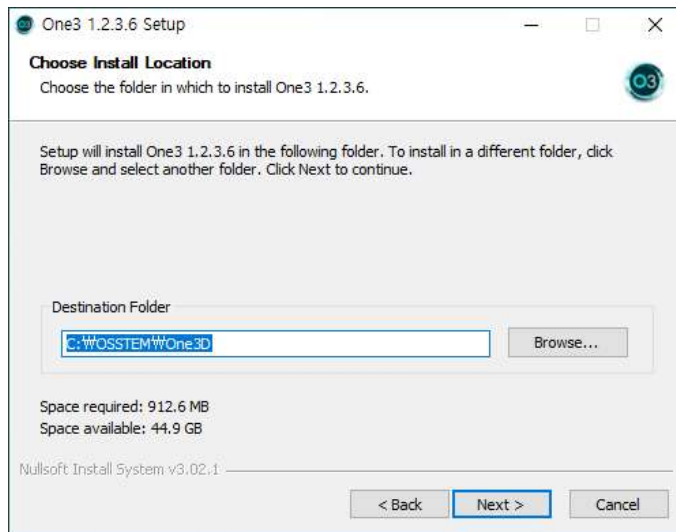 One3 1.2.3.6 Setup
Choose Install Location
Choose the folder in which to install One3 1.2.3.6.
O3
Setup will install One3 1.2.3.6 in the following folder. To install in a different folder, click
Browse and select another folder. Click Next to continue.
Destination Folder
C:₩OSSTEM₩One3D
Browse...
Space required: 912.6 MB
Space available: 44.9 GB
Nullsoft Install System v3.02.1
< Back Next > Cancel